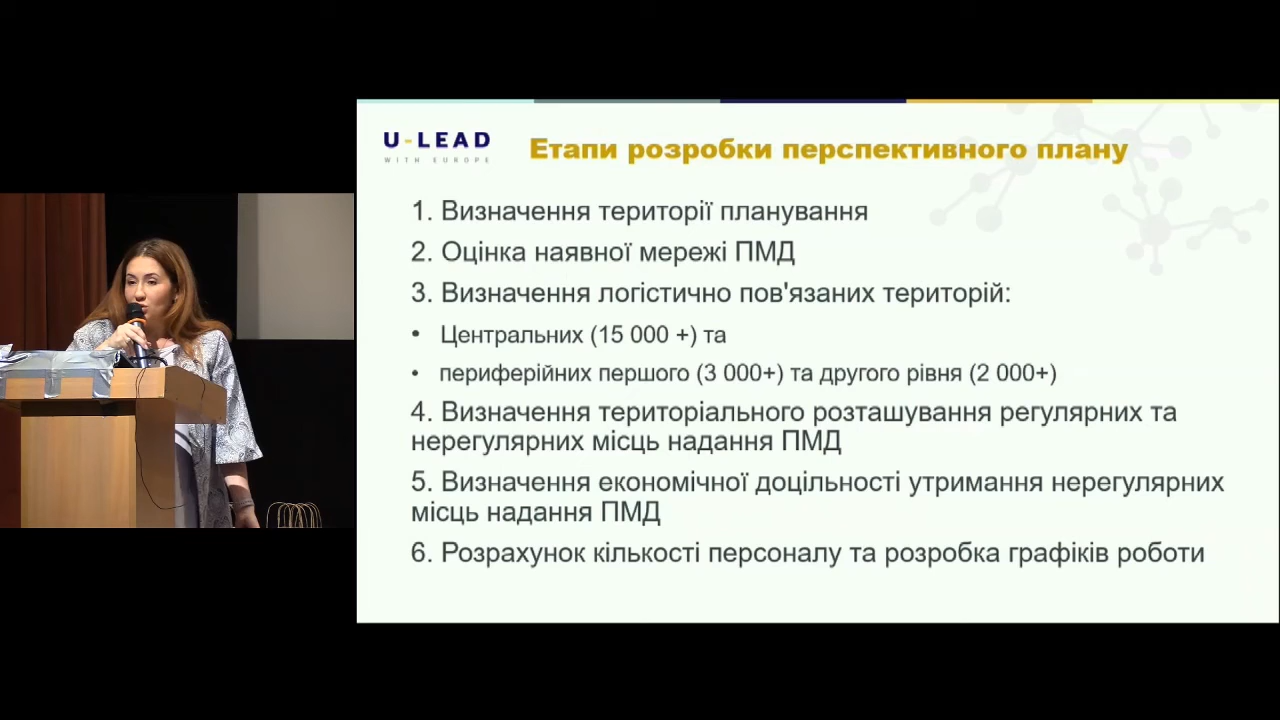 U-LEAD
WITH EUROPE
Етапи розробки перспективного плану
1. Визначення території планування
2. Оцінка наявної мережі ПМД
3. Визначення логістично пов'язаних територій:
• Центральних (15 000 +) та
• периферійних першого (3 000+) та другого рівня (2 000+)
4. Визначення територіального розташування регулярних та
нерегулярних місць надання ПМД
5. Визначення економічної доцільності утримання нерегулярних
місць надання ПМД
6. Розрахунок кількості персоналу та розробка графіків роботи